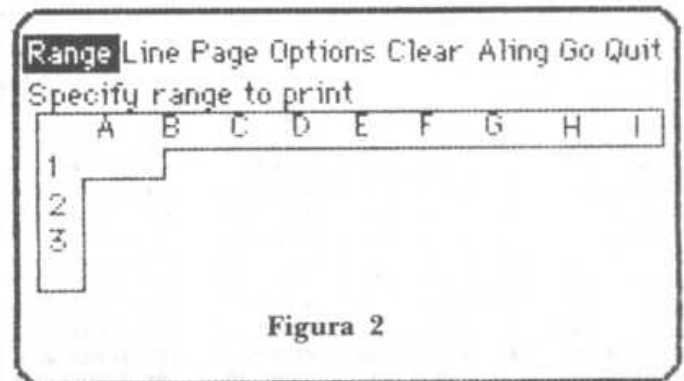 Range Line Page Options Clear Aling Go Quit
Specify range to print
A B C D E F G H I
1
2
3
Figura 2